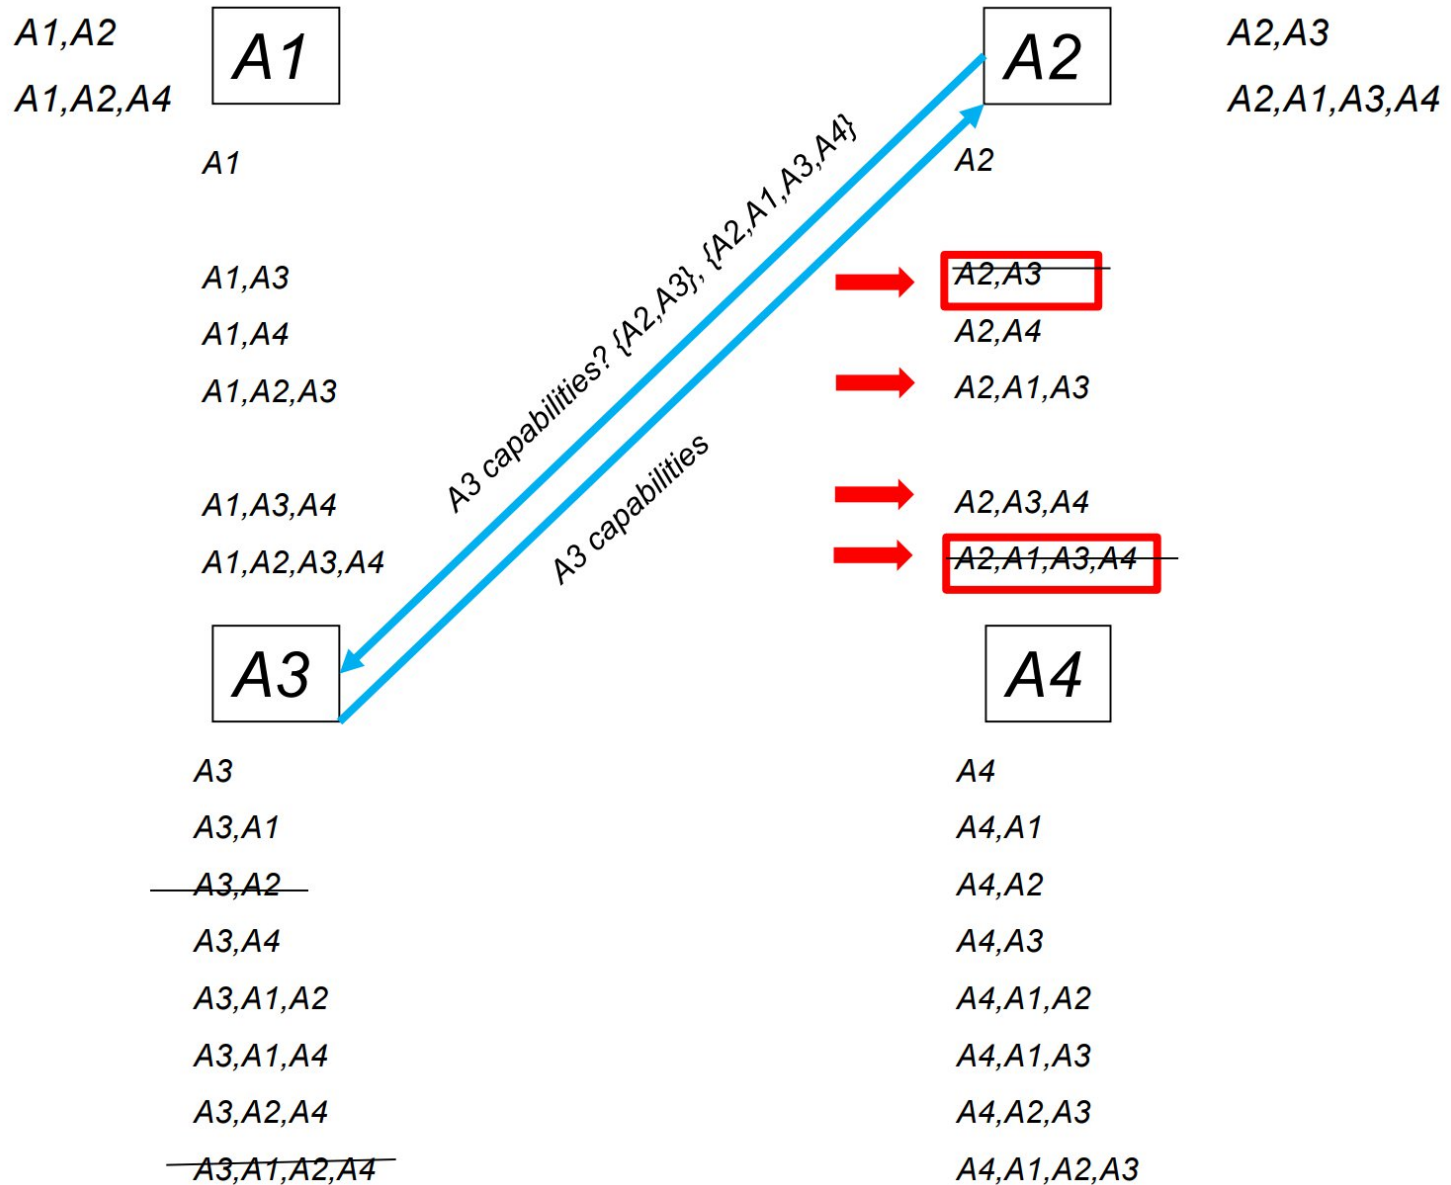 A1,A2
A1,A2,A4
A1
A1
A1,A3
A1,A4
A1,A2,A3
A1,A3,A4
A1,A2,A3,A4
A3 capabilities? {A2,A3}, {A2,A1,A3,A4}
A3 capabilities
A2
A2,A3
A2,A1,A3,A4
A2
A2,A3
A2,A4
A2,A1,A3
A2,A3,A4
A2,A1,A3,A4
A3
A3
A3,A1
A3,A2
A3,A4
A3,A1,A2
A3,A1,A4
A3,A2,A4
A3,A1,A2,A4
A4
A4
A4,A1
A4,A2
A4,A3
A4,A1,A2
A4,A1,A3
A4,A2,A3
A4,A1,A2,A3